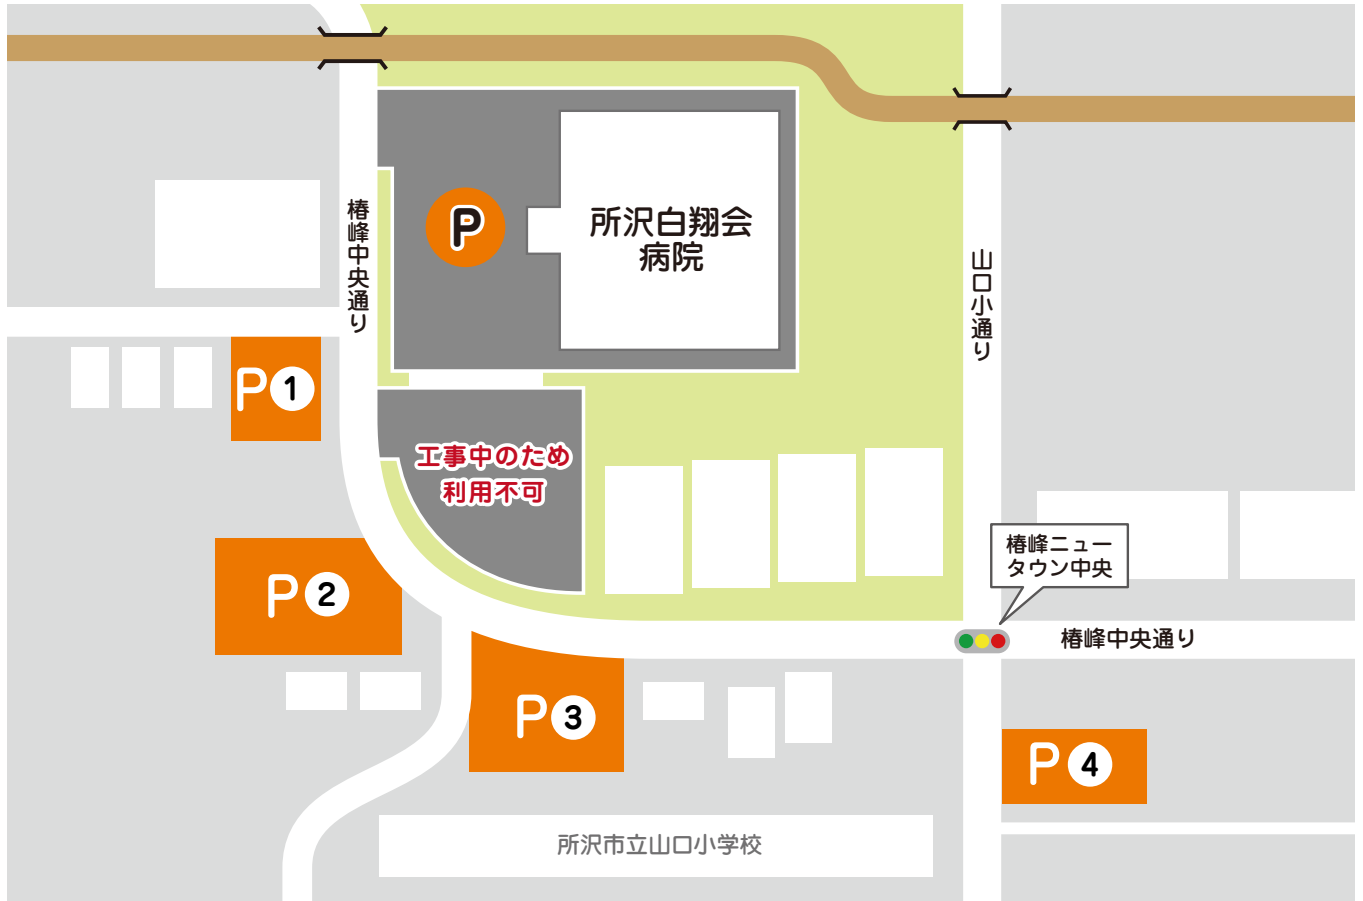 椿峰中央通り
P
所沢白翔会
病院
山口小通り
P1
工事中のため
利用不可
椿峰ニュー
タウン中央
P2
椿峰中央通り
P3
P4
所沢市立山口小学校